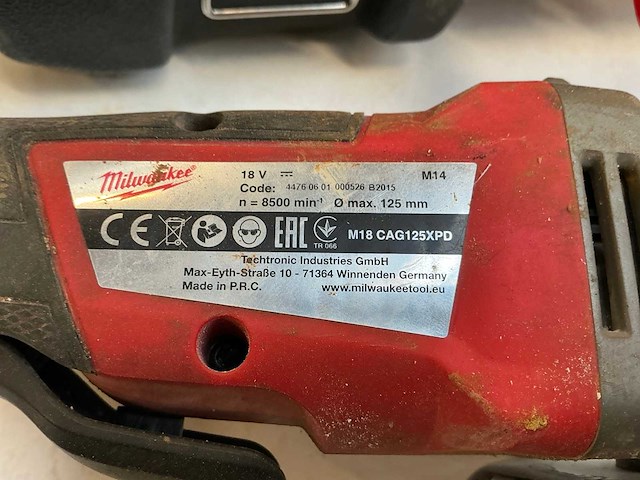 Milwaukee®
18 V ⎓ M14
Code: 4476 06 01 000526 B2015
n = 8500 min⁻¹ Ø max. 125 mm
CE EAC TR 066 M18 CAG125XPD
Techtronic Industries GmbH
Max-Eyth-Straße 10 - 71364 Winnenden Germany
Made in P.R.C. www.milwaukeetool.eu